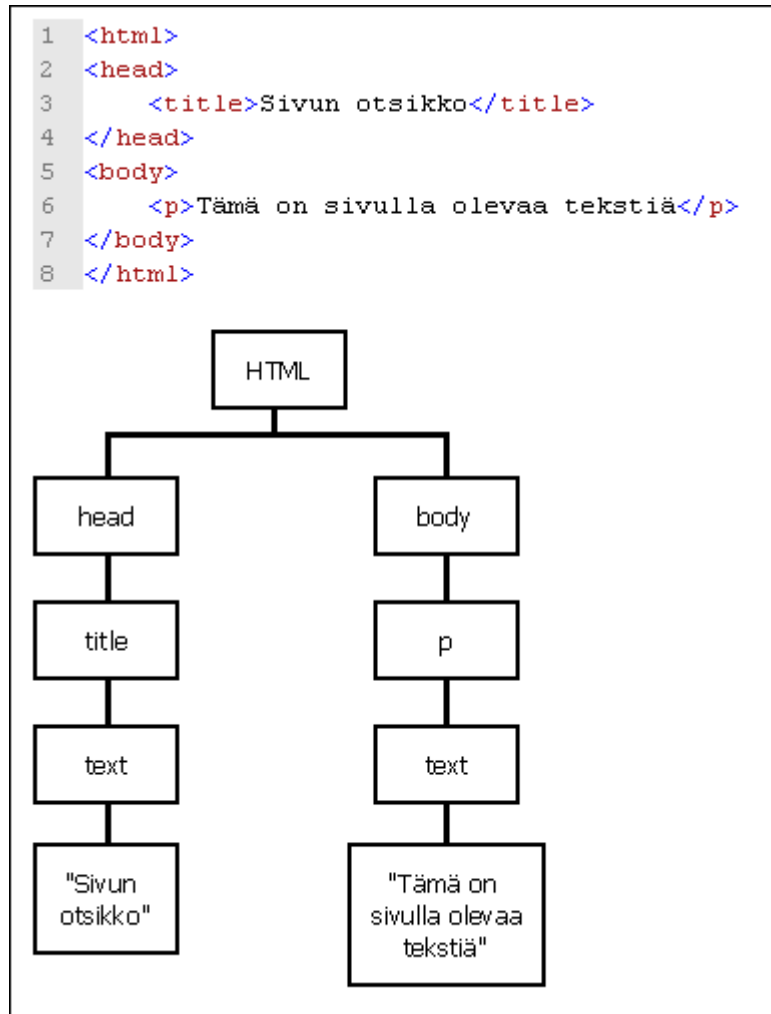 1 <html>
2 <head>
3     <title>Sivun otsikko</title>
4 </head>
5 <body>
6     <p>Tämä on sivulla olevaa tekstiä</p>
7 </body>
8 </html>
HTML
head
body
title
p
text
text
"Sivun
otsikko"
"Tämä on
sivulla olevaa
tekstiä"